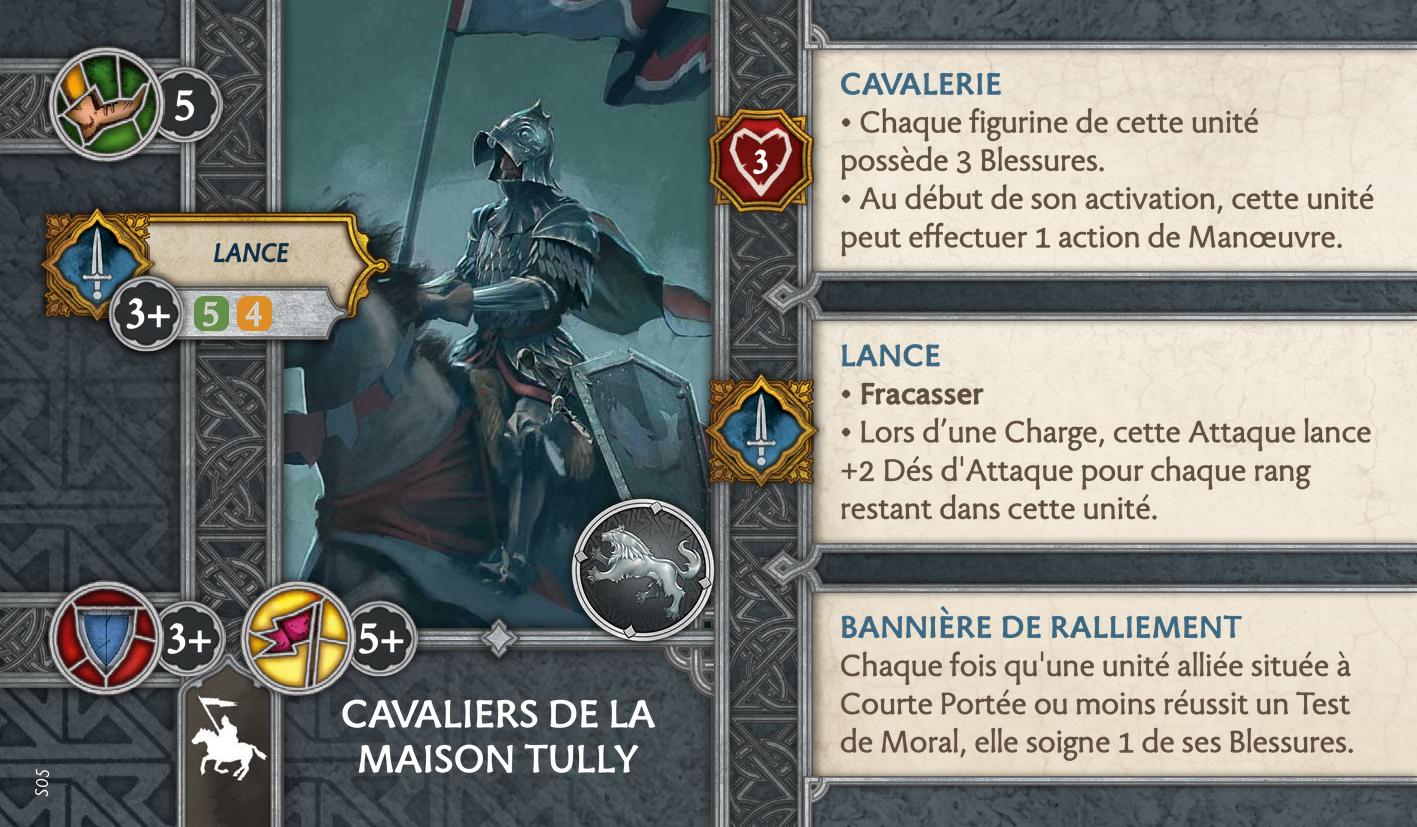 5
LANCE
3+ 5 4
3+ 5+
CAVALIERS DE LA
MAISON TULLY
S05
3
CAVALERIE
• Chaque figurine de cette unité
possède 3 Blessures.
• Au début de son activation, cette unité
peut effectuer 1 action de Manœuvre.
LANCE
• Fracasser
• Lors d’une Charge, cette Attaque lance
+2 Dés d'Attaque pour chaque rang
restant dans cette unité.
BANNIÈRE DE RALLIEMENT
Chaque fois qu'une unité alliée située à
Courte Portée ou moins réussit un Test
de Moral, elle soigne 1 de ses Blessures.